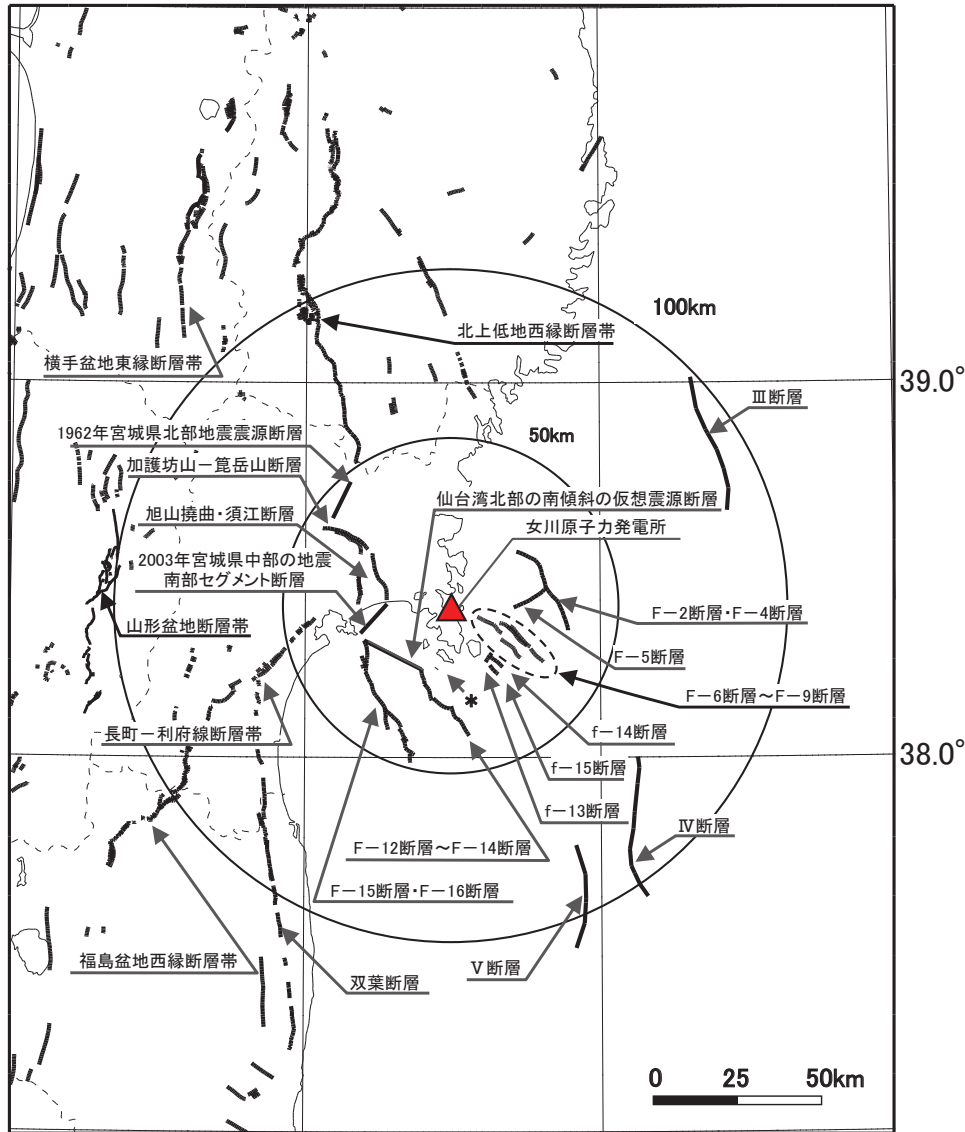 100km
北上低地西縁断層帯
横手盆地東縁断層帯
39.0°
Ⅲ断層
1962年宮城県北部地震震源断層
50km
加護坊山－箟岳山断層
仙台湾北部の南傾斜の仮想震源断層
旭山撓曲・須江断層
女川原子力発電所
2003年宮城県中部の地震
南部セグメント断層
山形盆地断層帯
F－2断層・F－4断層
F－5断層
F－6断層～F－9断層
*
長町－利府線断層帯
f－14断層
38.0°
f－15断層
f－13断層
Ⅳ断層
F－12断層～F－14断層
F－15断層・F－16断層
福島盆地西縁断層帯
双葉断層
Ⅴ断層
0 25 50km